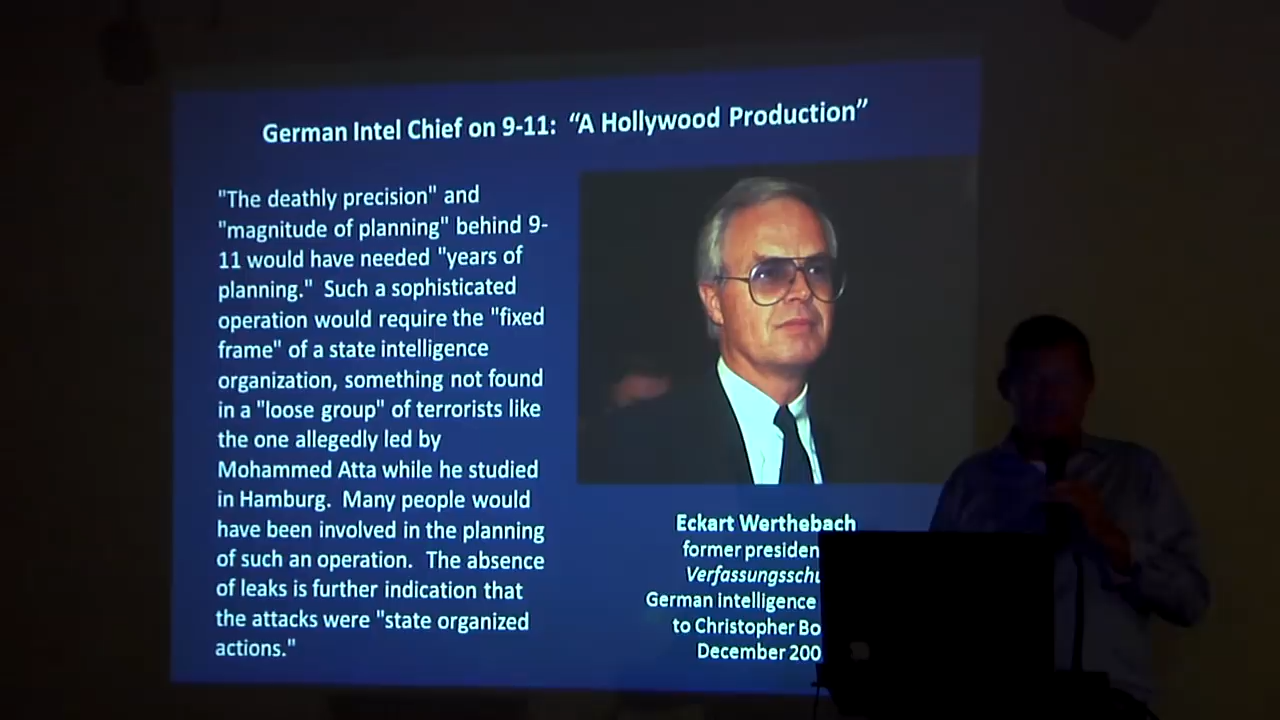 German Intel Chief on 9-11: “A Hollywood Production”
"The deathly precision" and
"magnitude of planning" behind 9-
11 would have needed "years of
planning." Such a sophisticated
operation would require the "fixed
frame" of a state intelligence
organization, something not found
in a "loose group" of terrorists like
the one allegedly led by
Mohammed Atta while he studied
in Hamburg. Many people would
have been involved in the planning
of such an operation. The absence
of leaks is further indication that
the attacks were "state organized
actions."
Eckart Werthebach
former
German intelligence
to Christopher
December